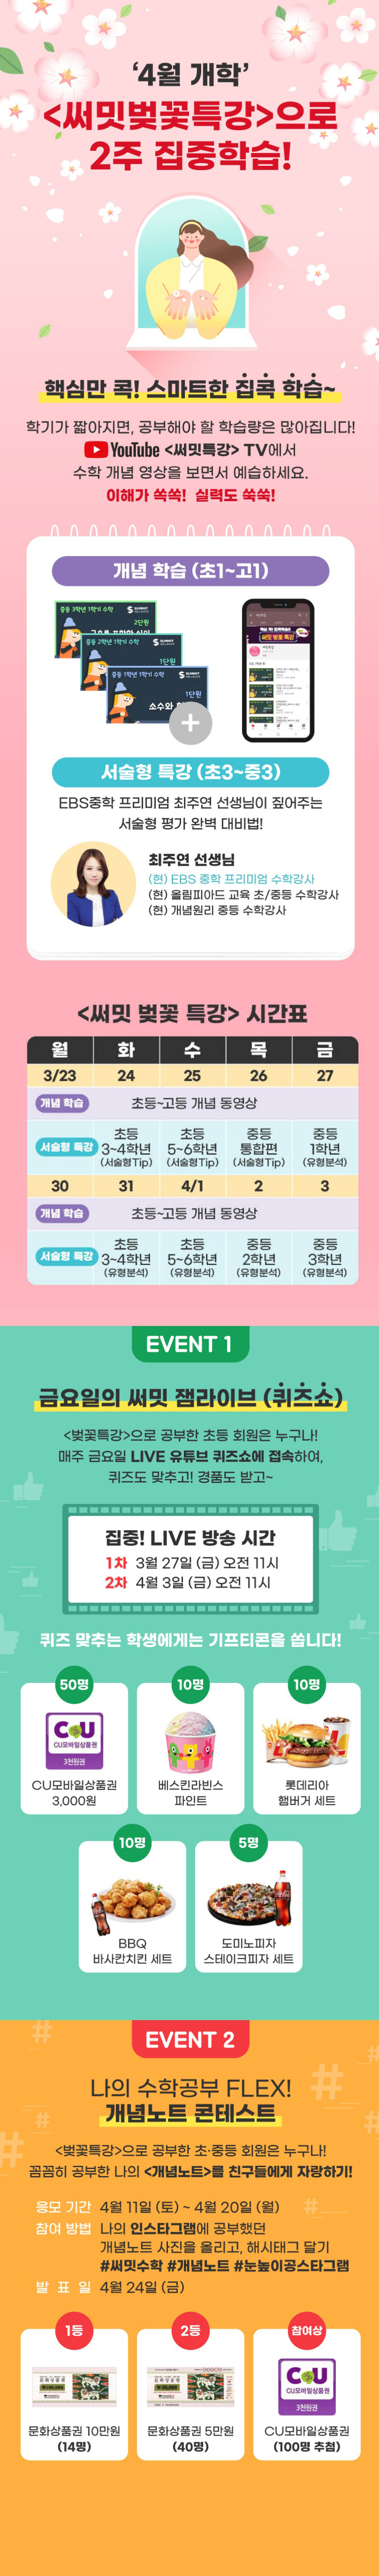 ‘4월 개학’
<써밋벚꽃특강>으로
2주 집중학습!
핵심만 콕! 스마트한 집콕 학습~
학기가 짧아지면, 공부해야 할 학습량은 많아집니다!
YouTube <써밋특강> TV에서
수학 개념 영상을 보면서 예습하세요.
이해가 쏙쏙! 실력도 쑥쑥!
개념 학습 (초1~고1)
중등 3학년 1학기 수학
SUMMIT
2단원
중등 2학년 1학기 수학
SUMMIT
1단원
중등 1학년 1학기 수학
SUMMIT
1단원
소수와
+
서술형 특강 (초3~중3)
EBS중학 프리미엄 최주연 선생님이 짚어주는
서술형 평가 완벽 대비법!
최주연 선생님
(현) EBS 중학 프리미엄 수학강사
(현) 올림피아드 교육 초/중등 수학강사
(현) 개념원리 중등 수학강사
<써밋 벚꽃 특강> 시간표
월 화 수 목 금
3/23 24 25 26 27
개념 학습 초등~고등 개념 동영상
서술형 특강
초등 3~4학년 (서술형Tip)
초등 5~6학년 (서술형Tip)
중등 통합편 (서술형Tip)
중등 1학년 (유형분석)
30 31 4/1 2 3
개념 학습 초등~고등 개념 동영상
서술형 특강
초등 3~4학년 (유형분석)
초등 5~6학년 (유형분석)
중등 2학년 (유형분석)
중등 3학년 (유형분석)
EVENT 1
금요일의 써밋 잼라이브 (퀴즈쇼)
<벚꽃특강>으로 공부한 초등 회원은 누구나!
매주 금요일 LIVE 유튜브 퀴즈쇼에 접속하여,
퀴즈도 맞추고! 경품도 받고~
집중! LIVE 방송 시간
1차 3월 27일 (금) 오전 11시
2차 4월 3일 (금) 오전 11시
퀴즈 맞추는 학생에게는 기프티콘을 쏩니다!
50명
CU
CU모바일상품권
3천원권
CU모바일상품권
3,000원
10명
베스킨라빈스
파인트
10명
롯데리아
햄버거 세트
10명
BBQ
바사칸치킨 세트
5명
도미노피자
스테이크피자 세트
EVENT 2
나의 수학공부 FLEX!
개념노트 콘테스트
<벚꽃특강>으로 공부한 초·중등 회원은 누구나!
꼼꼼히 공부한 나의 <개념노트>를 친구들에게 자랑하기!
응모 기간 4월 11일 (토) ~ 4월 20일 (월)
참여 방법 나의 인스타그램에 공부했던
개념노트 사진을 올리고, 해시태그 달기
#써밋수학 #개념노트 #눈높이공스타그램
발 표 일 4월 24일 (금)
1등
문화상품권
문화상품권 10만원
(14명)
2등
문화상품권
문화상품권 5만원
(40명)
참여상
CU
CU모바일상품권
3천원권
CU모바일상품권
(100명 추첨)